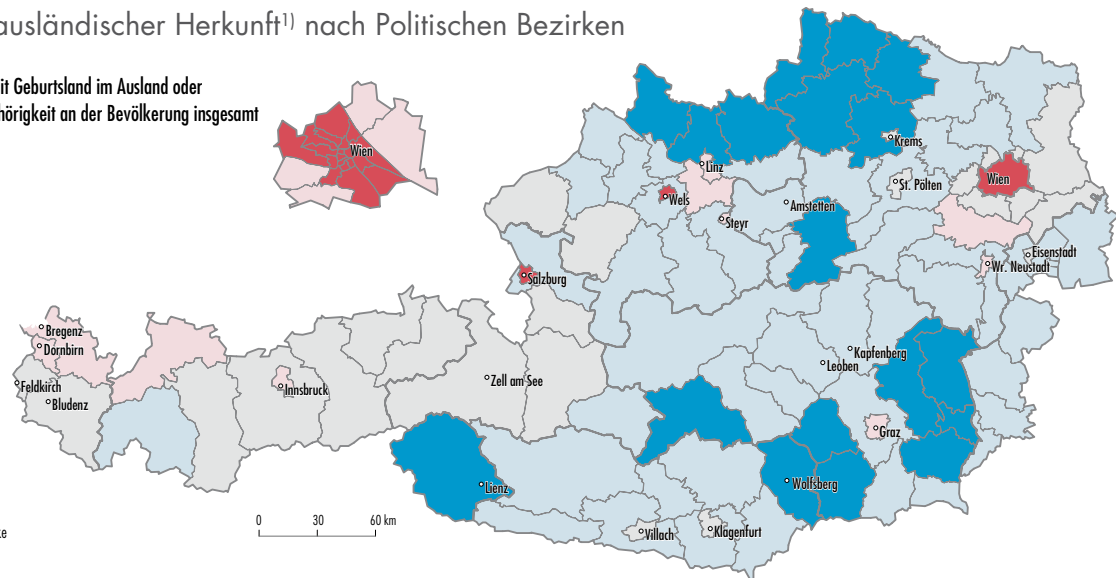 ausländischer Herkunft¹⁾ nach Politischen Bezirken
it Geburtsland im Ausland oder
hörigkeit an der Bevölkerung insgesamt
Wien
Krems
Linz
St. Pölten
Wien
Wels
Amstetten
Steyr
Eisenstadt
Wr. Neustadt
Salzburg
Bregenz
Dornbirn
Kapfenberg
Leoben
Feldkirch
Innsbruck
Zell am See
Bludenz
Graz
Lienz
Wolfsberg
0 30 60 km
Villach
Klagenfurt
ke